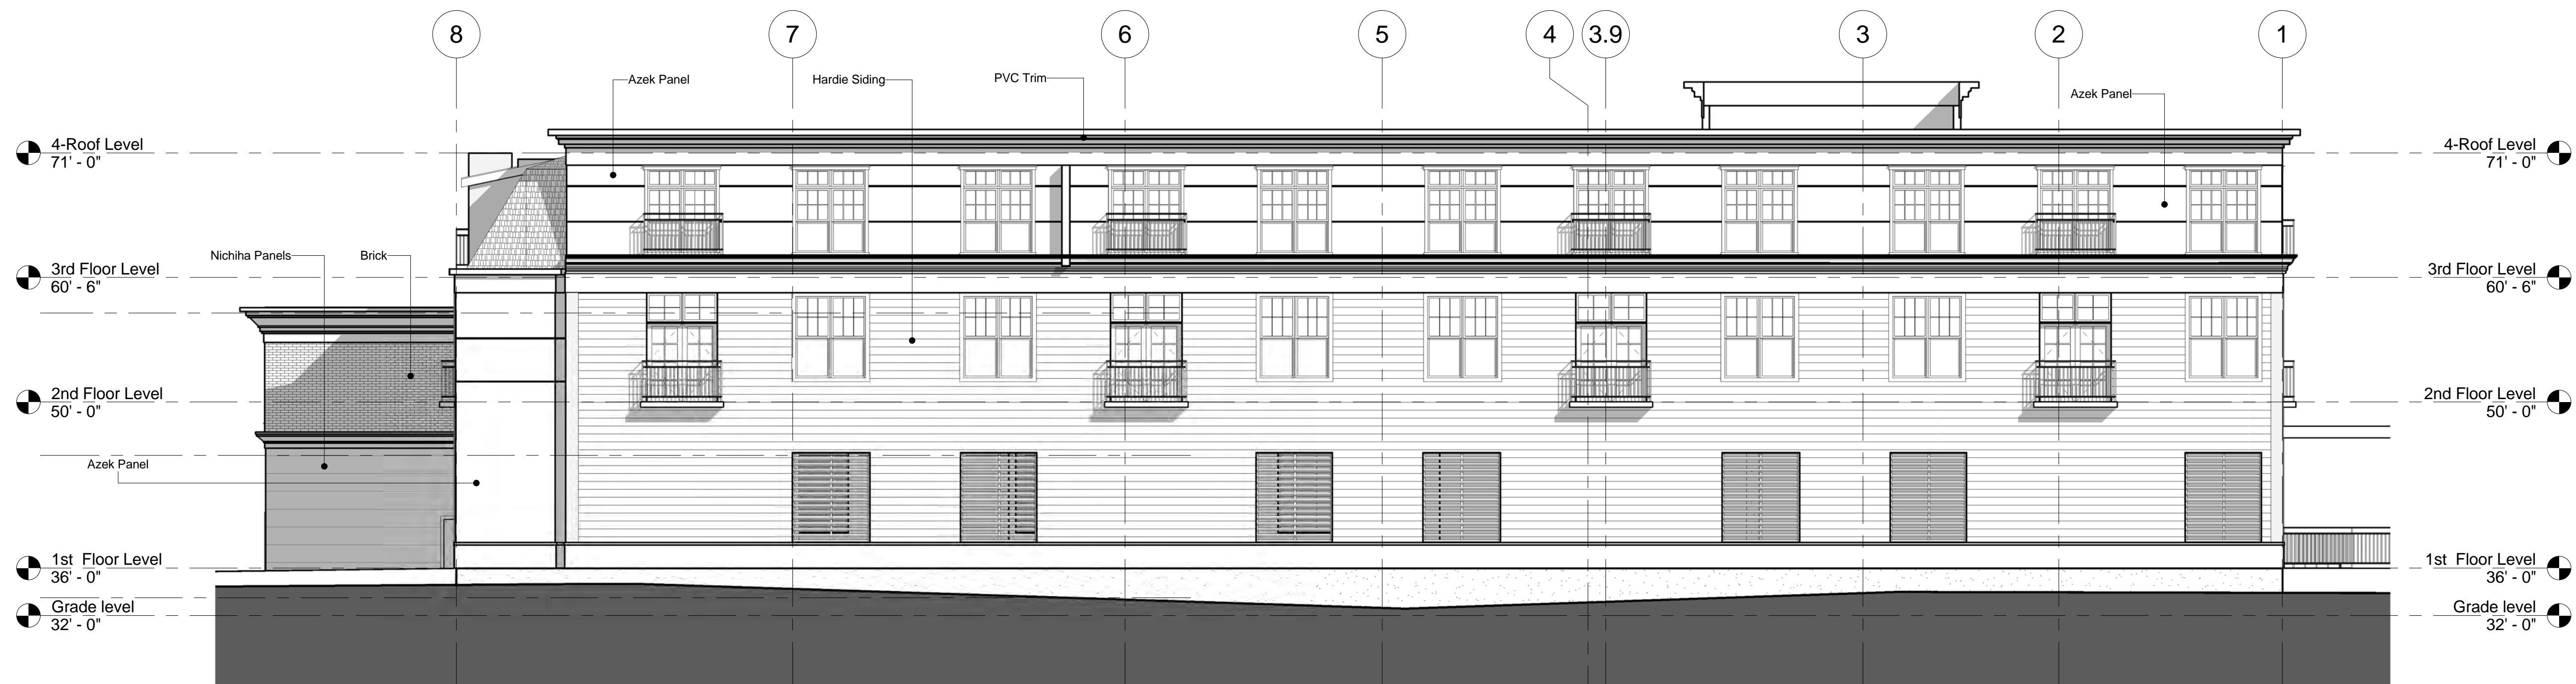 8
7
6
5
4
3.9
3
2
1
Azek Panel
Hardie Siding
PVC Trim
Azek Panel
4-Roof Level
71' - 0"
4-Roof Level
71' - 0"
Nichiha Panels
Brick
3rd Floor Level
60' - 6"
3rd Floor Level
60' - 6"
2nd Floor Level
50' - 0"
2nd Floor Level
50' - 0"
Azek Panel
1st Floor Level
36' - 0"
1st Floor Level
36' - 0"
Grade level
32' - 0"
Grade level
32' - 0"